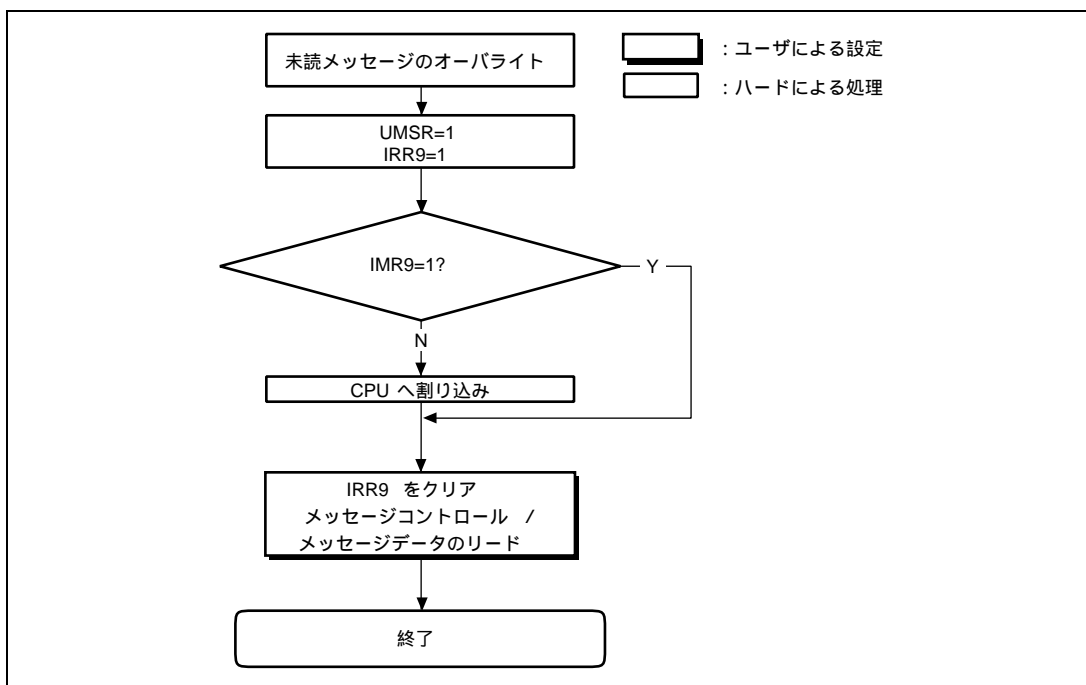 未読メッセージのオーバライト
：ユーザによる設定
：ハードによる処理
UMSR=1
IRR9=1
IMR9=1?
Y
N
CPU へ割り込み
IRR9 をクリア
メッセージコントロール /
メッセージデータのリード
終了